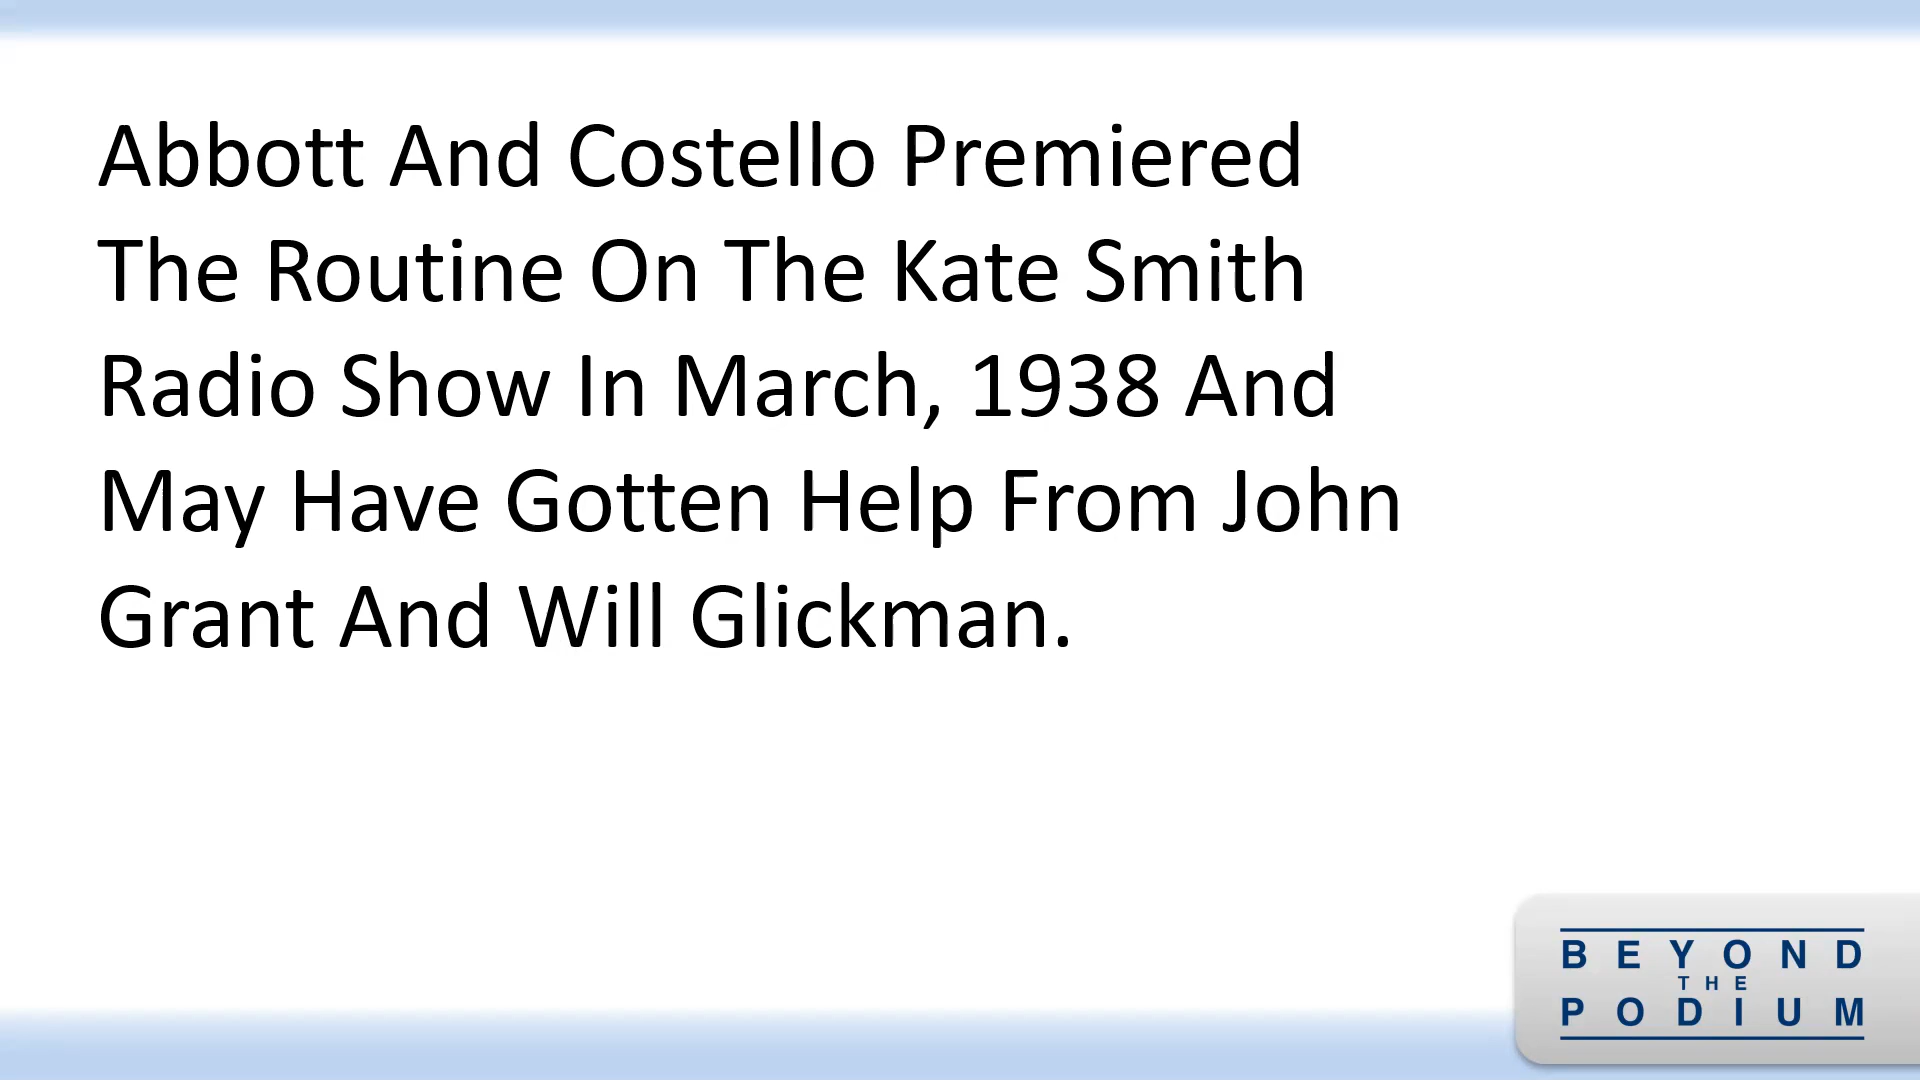 Abbott And Costello Premiered
The Routine On The Kate Smith
Radio Show In March, 1938 And
May Have Gotten Help From John
Grant And Will Glickman.
BEYOND
THE
PODIUM